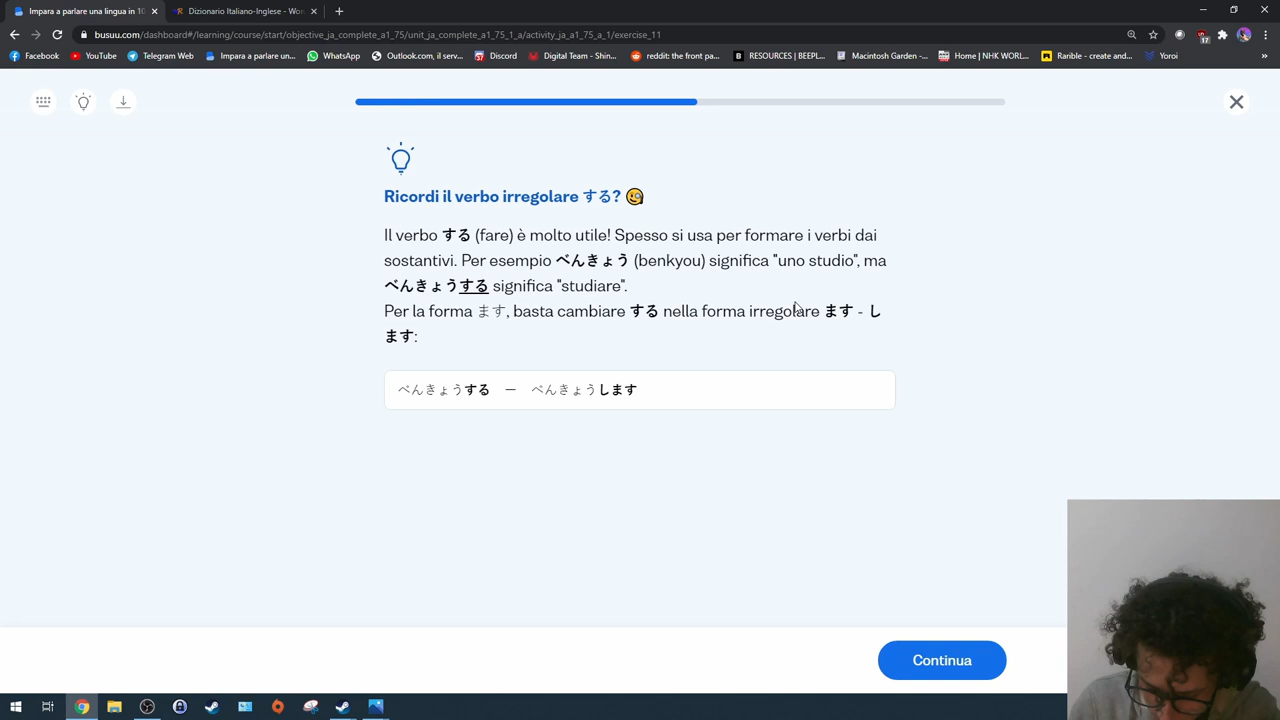 Impara a parlare una lingua in 10
Dizionario Italiano-Inglese - Wor
busuu.com/dashboard#/learning/course/start/objective_ja_complete_a1_75/unit_ja_complete_a1_75_1_a/activity_ja_a1_75_a_1/exercise_11
17
Facebook
YouTube
Telegram Web
Impara a parlare un...
WhatsApp
Outlook.com, il serv...
Discord
Digital Team - Shin...
reddit: the front pa...
RESOURCES | BEEPL...
Macintosh Garden -...
Home | NHK WORL...
Rarible - create and...
Yoroi
»
Ricordi il verbo irregolare する? 🧐
Il verbo する (fare) è molto utile! Spesso si usa per formare i verbi dai
sostantivi. Per esempio べんきょう (benkyou) significa "uno studio", ma
べんきょうする significa "studiare".
Per la forma ます, basta cambiare する nella forma irregolare ます - し
ます:
べんきょうする ー べんきょうします
Continua